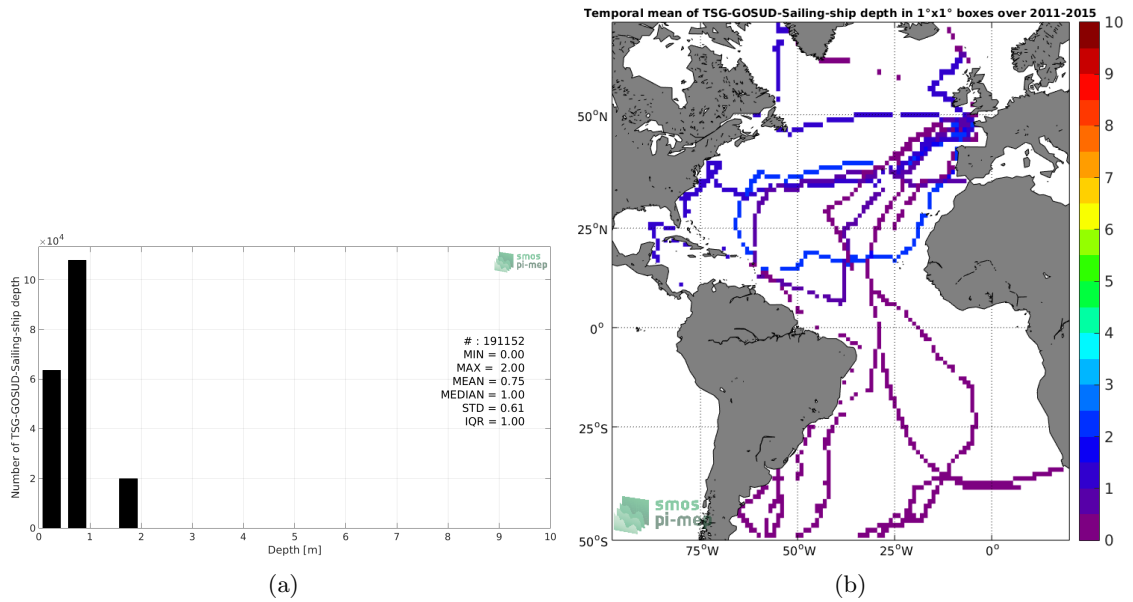 Temporal mean of TSG-GOSUD-Sailing-ship depth in 1°x1° boxes over 2011-2015
×10⁴
Number of TSG-GOSUD-Sailing-ship depth
10
8
6
4
2
0
smos
pi-mep
# : 191152
MIN = 0.00
MAX = 2.00
MEAN = 0.75
MEDIAN = 1.00
STD = 0.61
IQR = 1.00
0 1 2 3 4 5 6 7 8 9 10
Depth [m]
(a)
50°N
25°N
0°
25°S
50°S
75°W 50°W 25°W 0°
smos
pi-mep
10
9
8
7
6
5
4
3
2
1
0
(b)